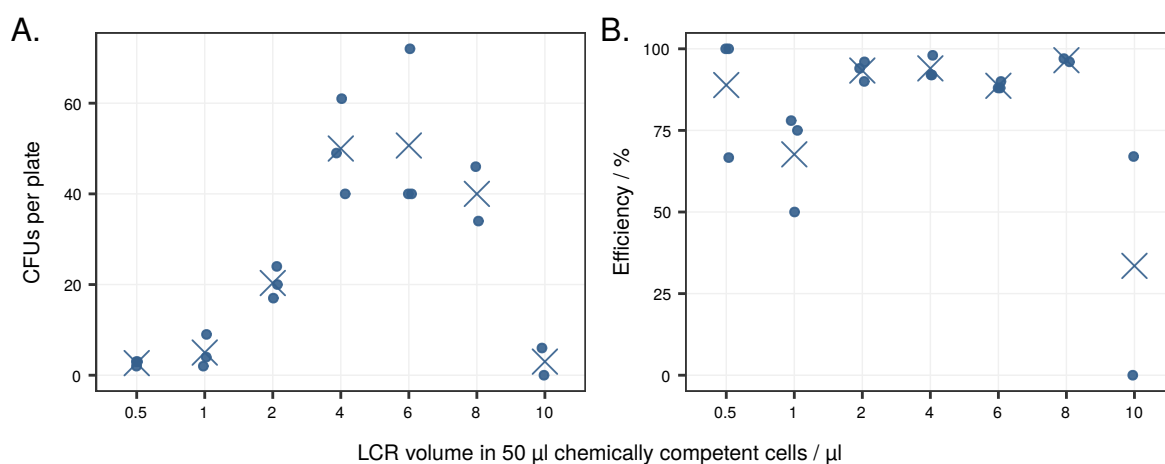 A.
CFUs per plate
60
40
20
0
0.5 1 2 4 6 8 10
B.
Efficiency / %
100
75
50
25
0
0.5 1 2 4 6 8 10
LCR volume in 50 µl chemically competent cells / µl